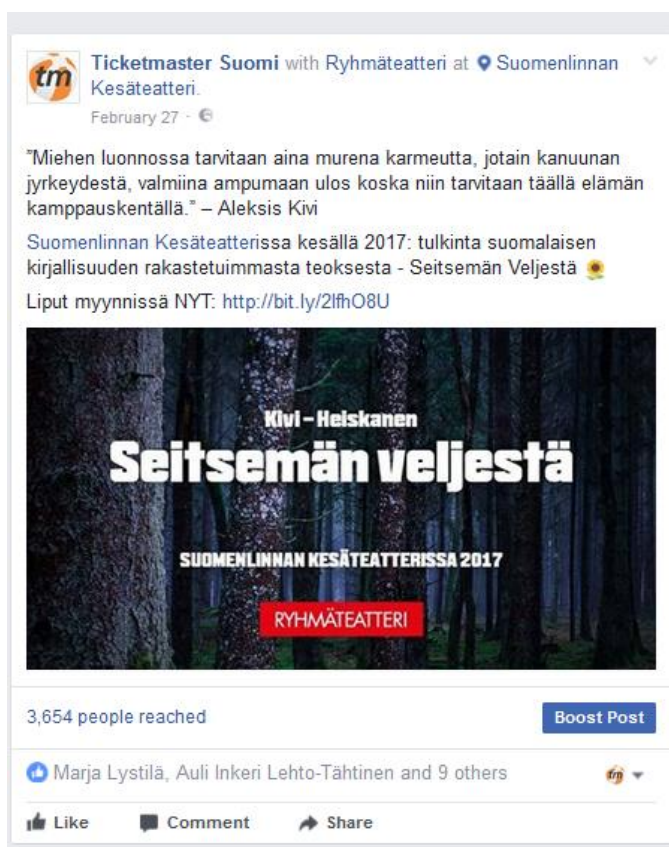 tm
Ticketmaster Suomi with Ryhmäteatteri at Suomenlinnan
Kesäteatteri.
February 27 ·
"Miehen luonnossa tarvitaan aina murena karmeutta, jotain kanuunan
jyrkeydestä, valmiina ampumaan ulos koska niin tarvitaan täällä elämän
kamppauskentällä." – Aleksis Kivi
Suomenlinnan Kesäteatterissa kesällä 2017: tulkinta suomalaisen
kirjallisuuden rakastetuimmasta teoksesta - Seitsemän Veljestä 🌻
Liput myynnissä NYT: http://bit.ly/2lfhO8U
Kivi – Heiskanen
Seitsemän veljestä
SUOMENLINNAN KESÄTEATTERISSA 2017
RYHMÄTEATTERI
3,654 people reached
Boost Post
Marja Lystilä, Auli Inkeri Lehto-Tähtinen and 9 others
tm
Like Comment Share